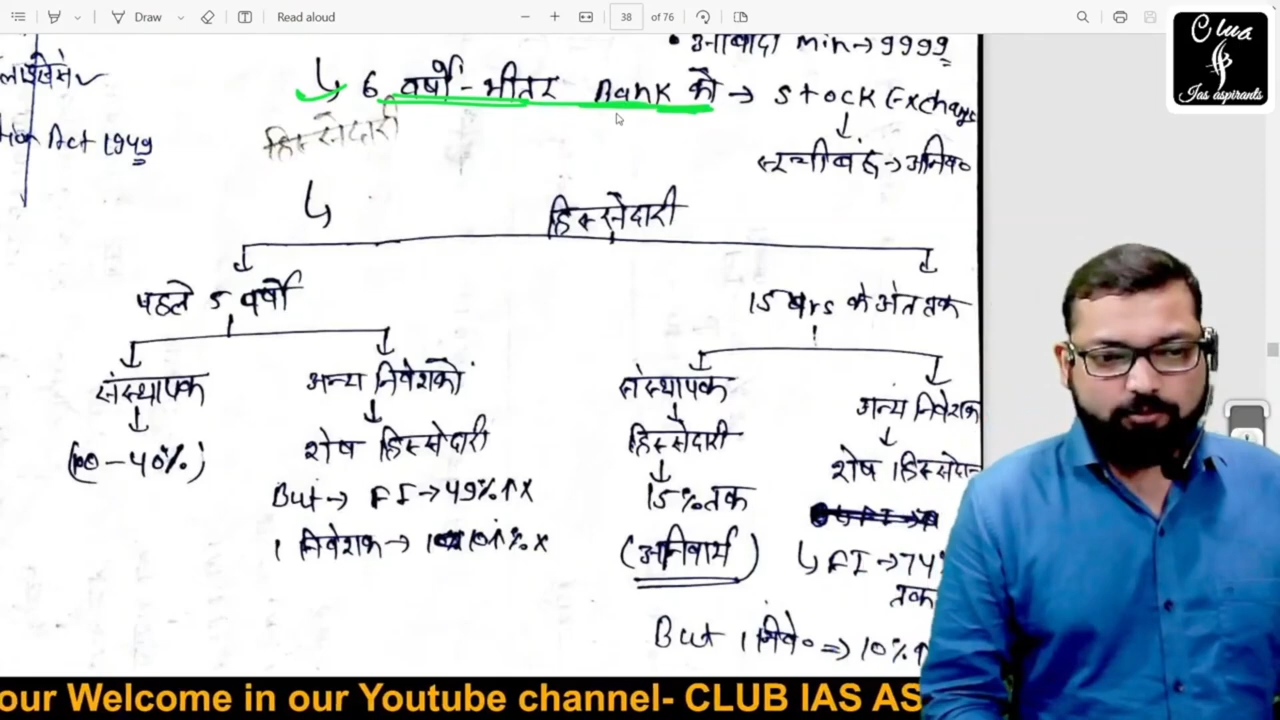 Draw
Read aloud
38 of 76
Clua
Ias aspirants
• आबादी min → 9999
↳ 6 वर्षों - भीतर Bank को → Stock Exchange
हिस्सेदारी
Act 1949
↓
सूचीबद्ध → अनिवा०
↳ हिस्सेदारी
पहले 5 वर्षों
15 yrs के अंत तक
संस्थापक
अन्य निवेशकों
संस्थापक
अन्य निवेशक
शेष हिस्सेदारी
हिस्सेदारी
शेष
- 40%)
But → FI → 49%↑ X
15% तक
1 निवेशक → 10↑% X
(अनिवार्य)
↳ FI → 74%
तक
But 1 निवे० ⇒ 10%↑
our Welcome in our Youtube channel- CLUB IAS AS